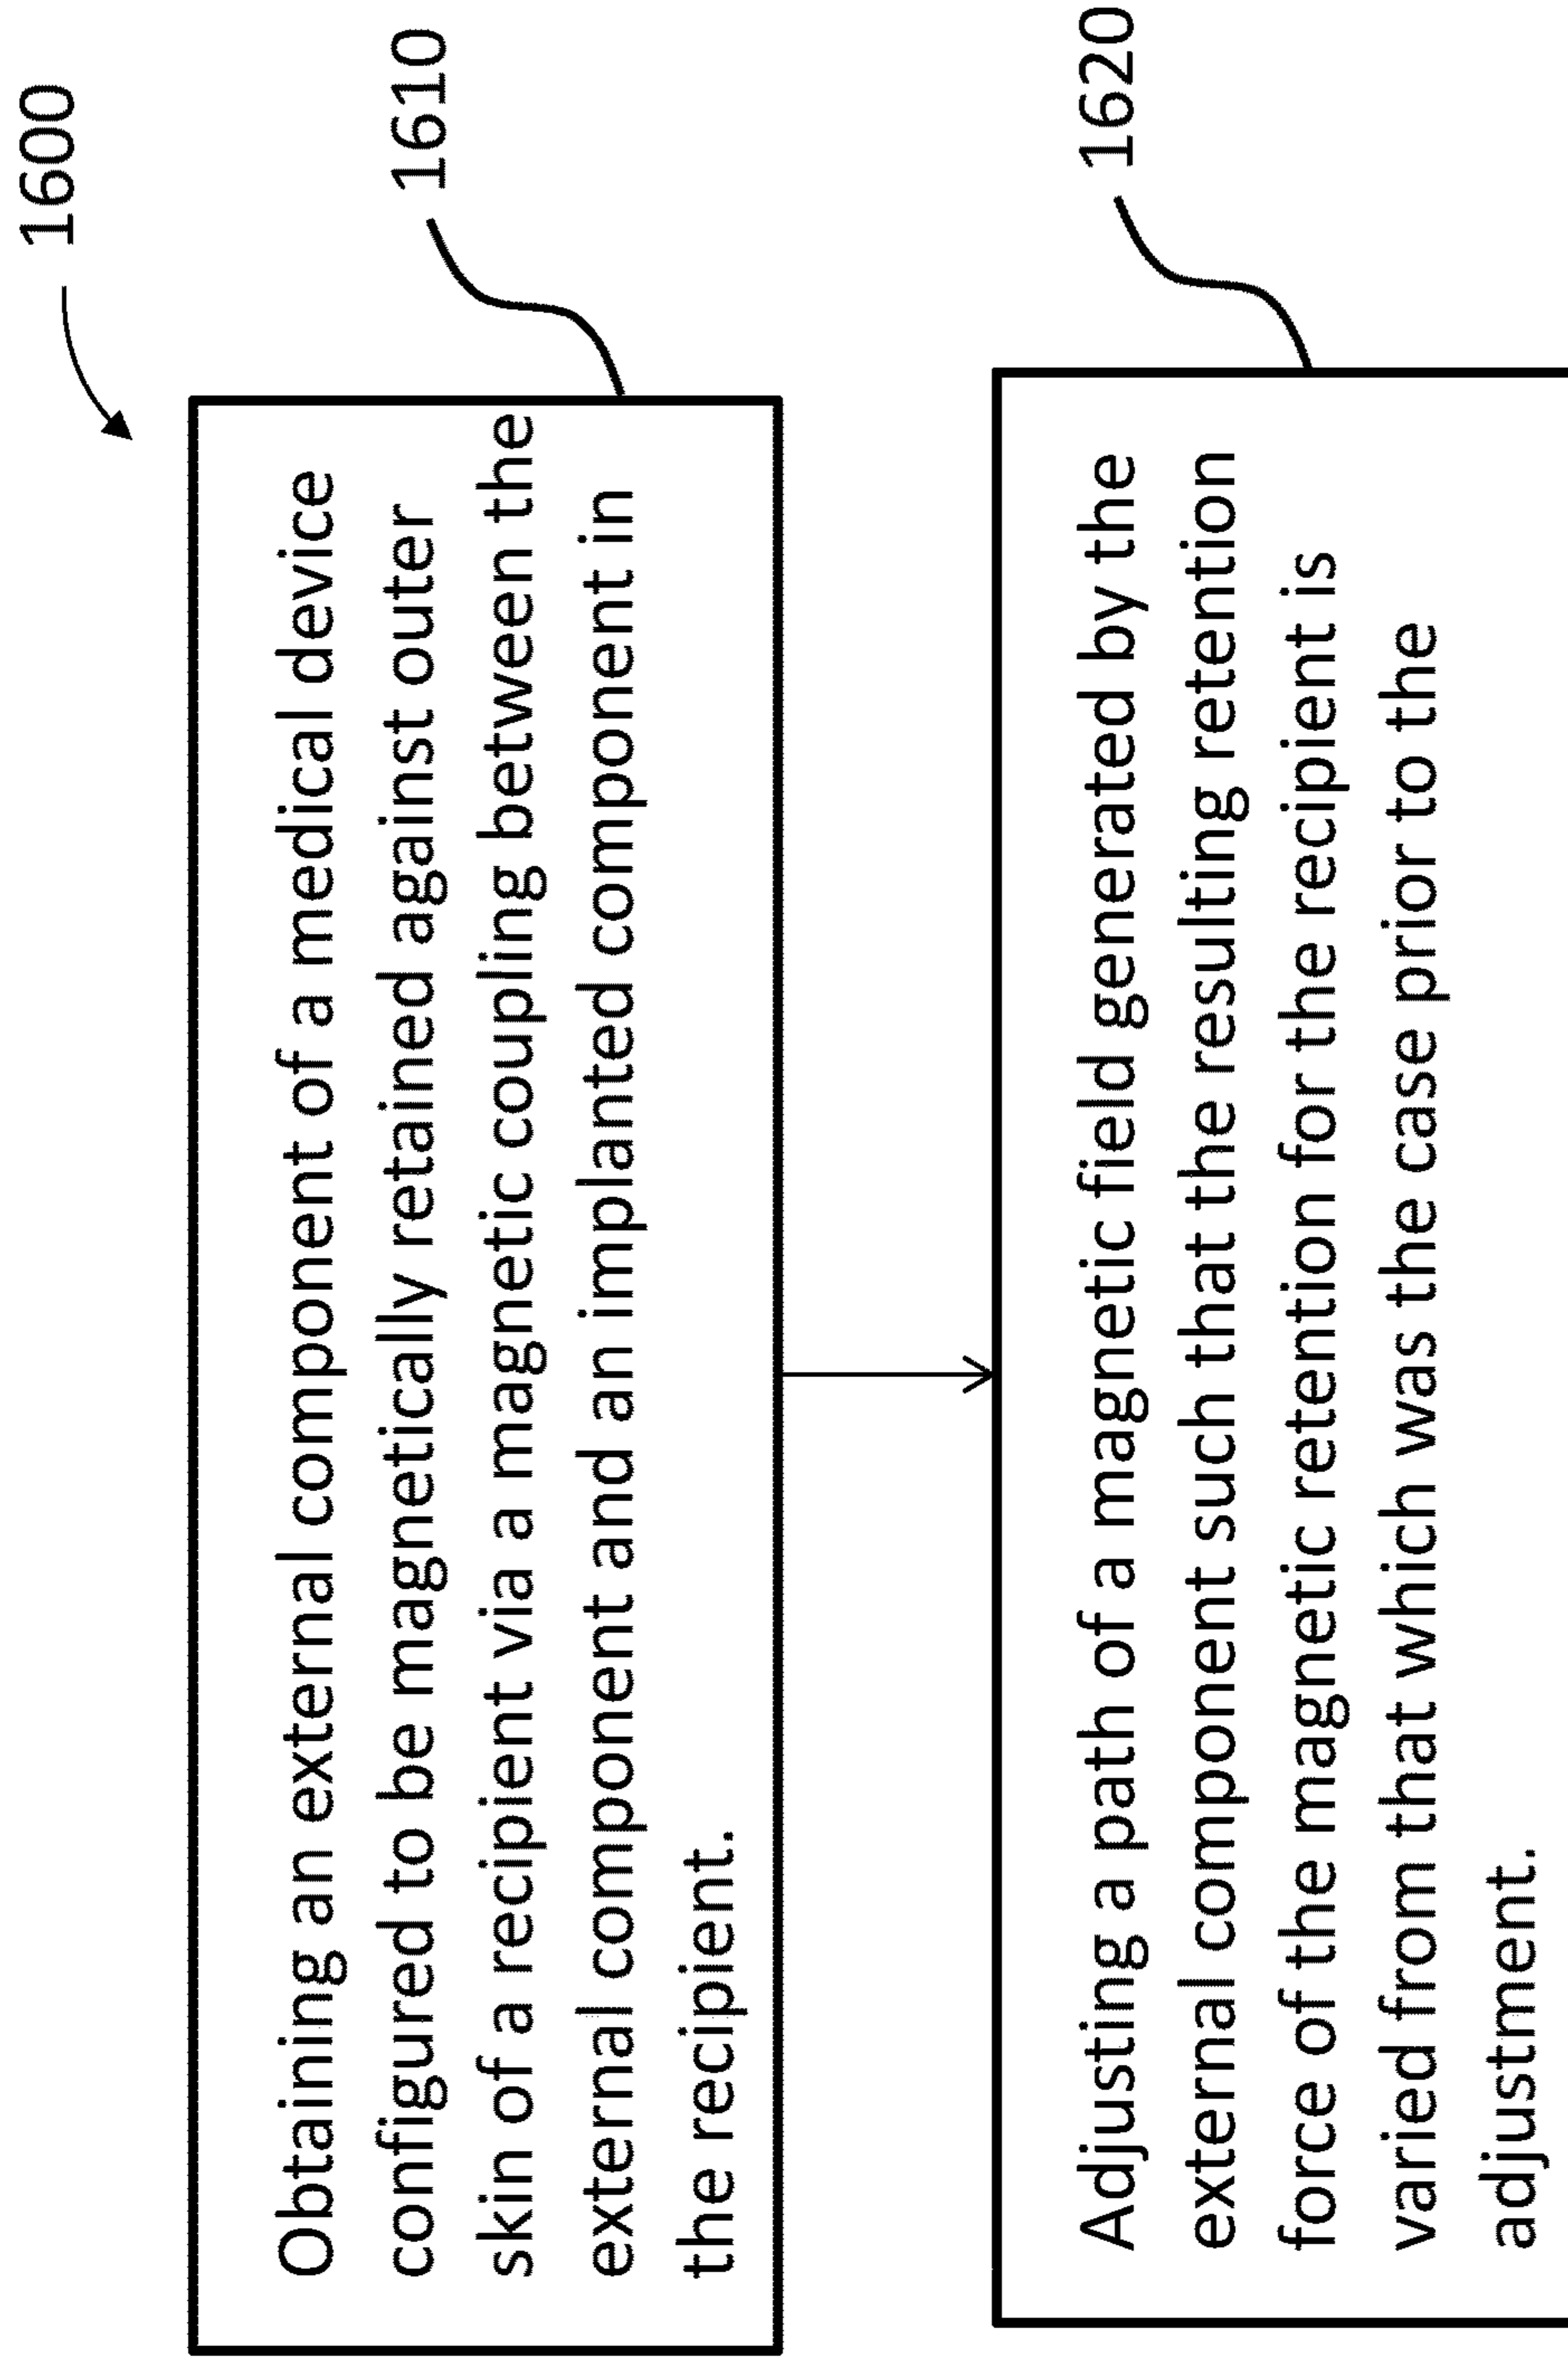 1600
Obtaining an external component of a medical device
configured to be magnetically retained against outer
skin of a recipient via a magnetic coupling between the
external component and an implanted component in
the recipient.
1610
Adjusting a path of a magnetic field generated by the
external component such that the resulting retention
force of the magnetic retention for the recipient is
varied from that which was the case prior to the
adjustment.
1620